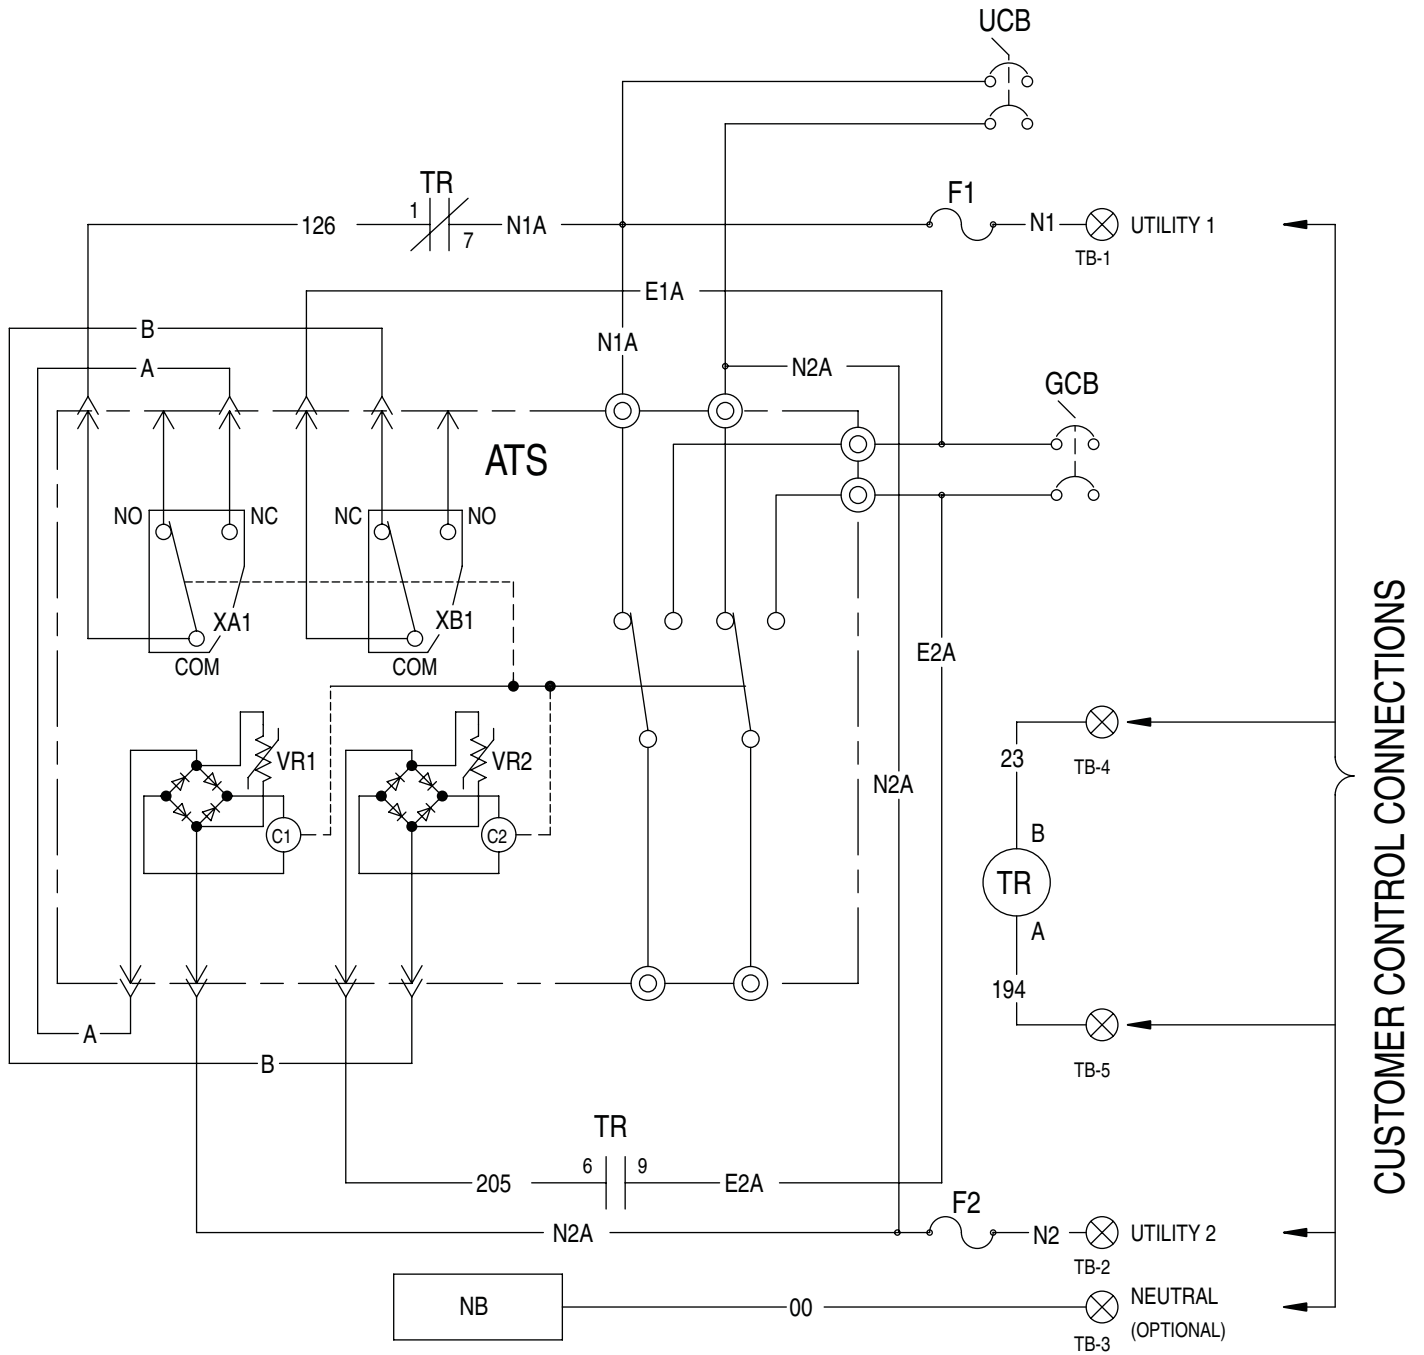 UCB
TR
F1
1
126
N1A
N1
UTILITY 1
7
TB-1
E1A
B
N1A
A
N2A
GCB
ATS
NO
NC
NC
NO
XA1
XB1
COM
COM
E2A
CUSTOMER CONTROL CONNECTIONS
VR1
VR2
23
TB-4
N2A
C1
C2
B
TR
A
194
A
B
TB-5
TR
6
9
205
E2A
F2
N2A
N2
UTILITY 2
TB-2
NB
00
NEUTRAL
(OPTIONAL)
TB-3